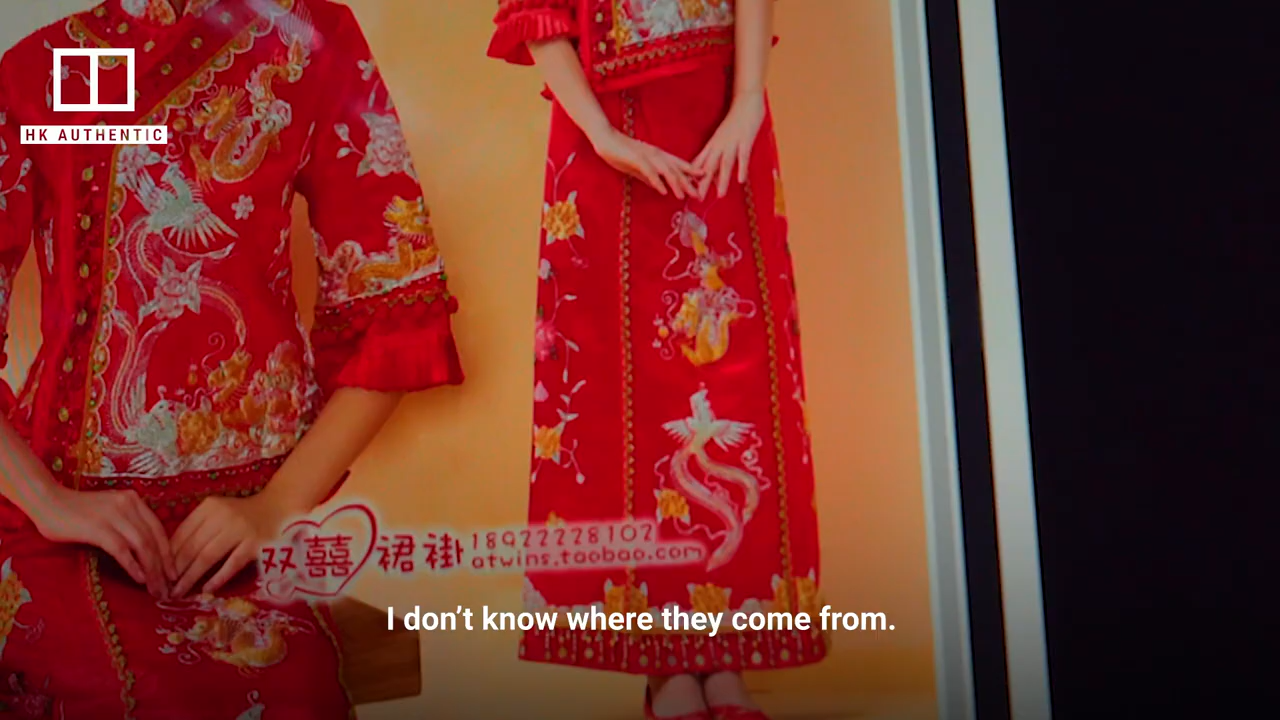 HK AUTHENTIC
双囍裙褂
18922228102
atwins.taobao.com
I don't know where they come from.